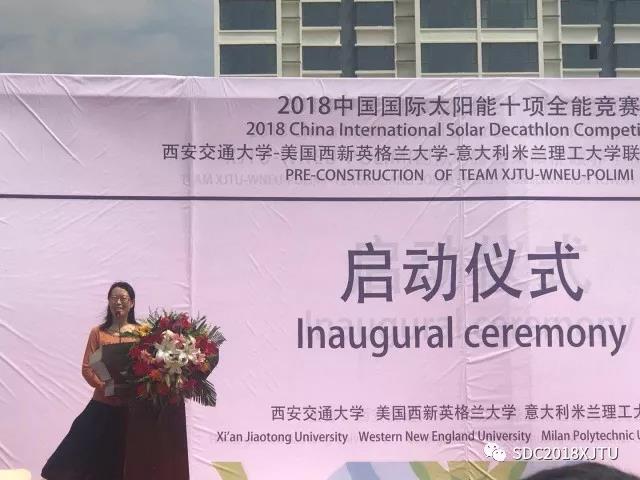 2018中国国际太阳能十项全能竞赛
2018 China International Solar Decathlon Competi
西安交通大学-美国西新英格兰大学-意大利米兰理工大学联
PRE-CONSTRUCTION OF TEAM XJTU-WNEU-POLIMI
启动仪式
Inaugural ceremony
西安交通大学 美国西新英格兰大学 意大利米兰理工大
Xi'an Jiaotong University Western New England University Milan Polytechnic U
SDC2018XJTU